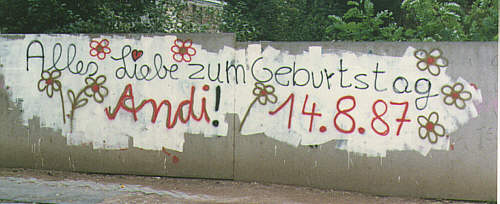 Alles Liebe zum Geburtstag
Andi! 14.8.87